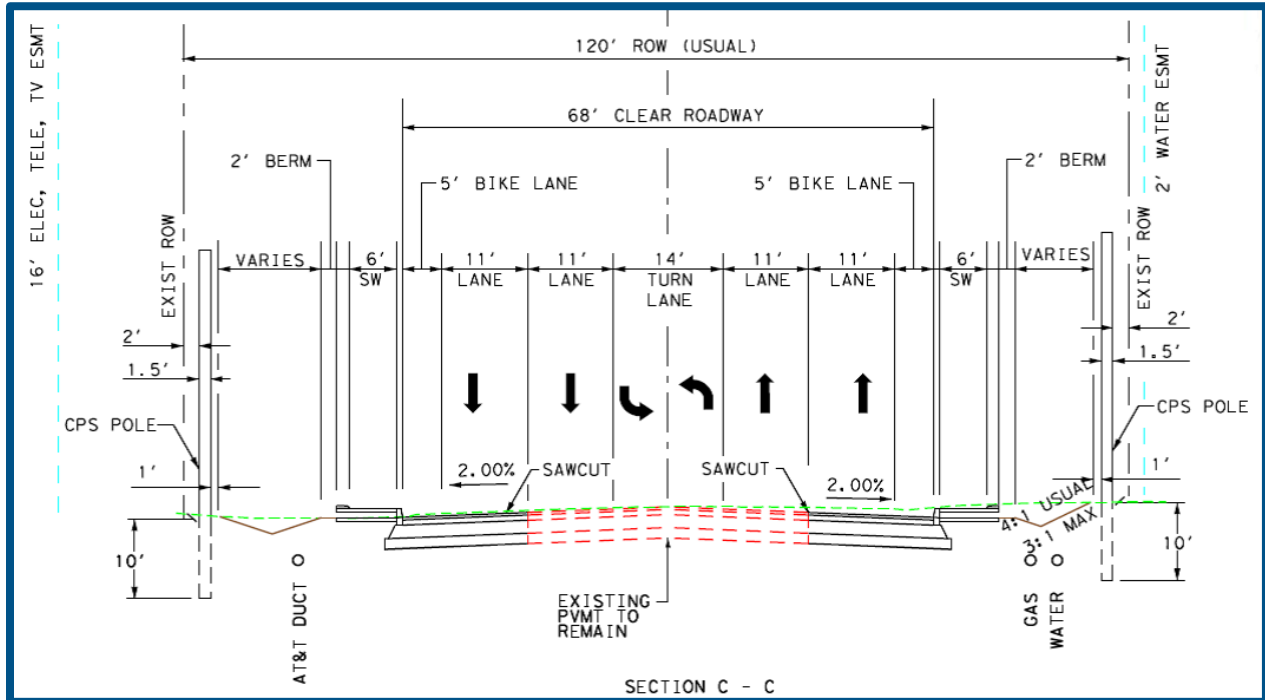 120' ROW (USUAL)
16' ELEC, TELE, TV ESMT
2' WATER ESMT
68' CLEAR ROADWAY
2' BERM
2' BERM
5' BIKE LANE
5' BIKE LANE
EXIST ROW
EXIST ROW
VARIES
6'
SW
11'
LANE
11'
LANE
14'
TURN
LANE
11'
LANE
11'
LANE
6'
SW
VARIES
2'
2'
1.5'
1.5'
CPS POLE
CPS POLE
1'
1'
2.00%
SAWCUT
SAWCUT
2.00%
4:1 USUAL
3:1 MAX
10'
10'
AT&T DUCT
EXISTING
PVMT TO
REMAIN
GAS
WATER
SECTION C - C